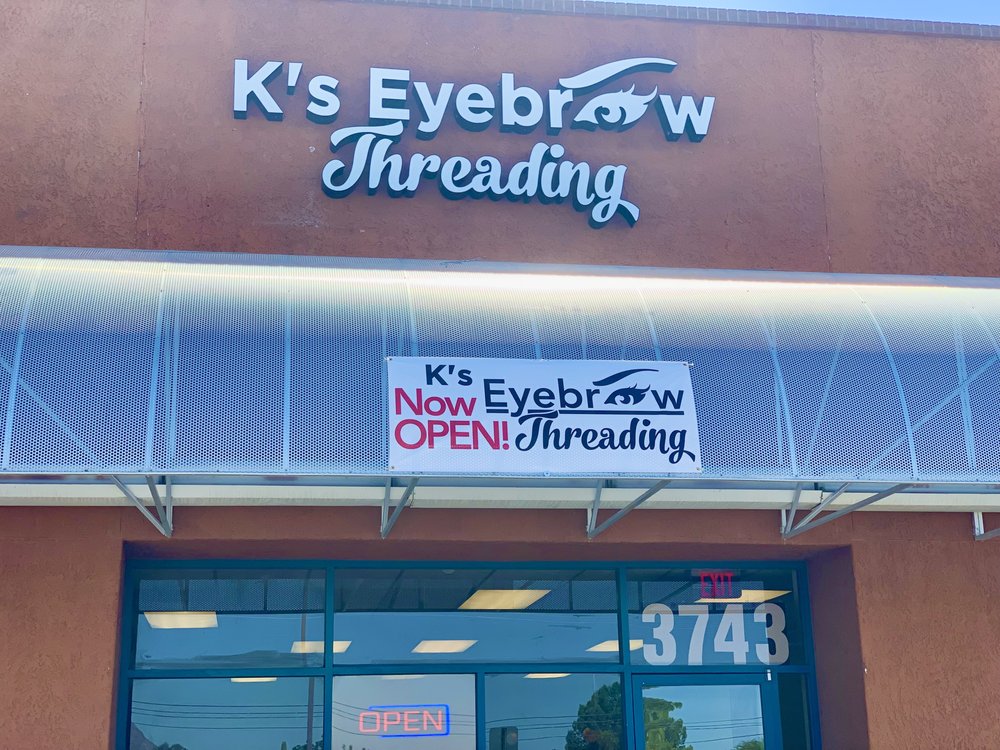 K's Eyebrow
Threading
K's
Now Eyebrow
OPEN! Threading
EXIT
3743
OPEN